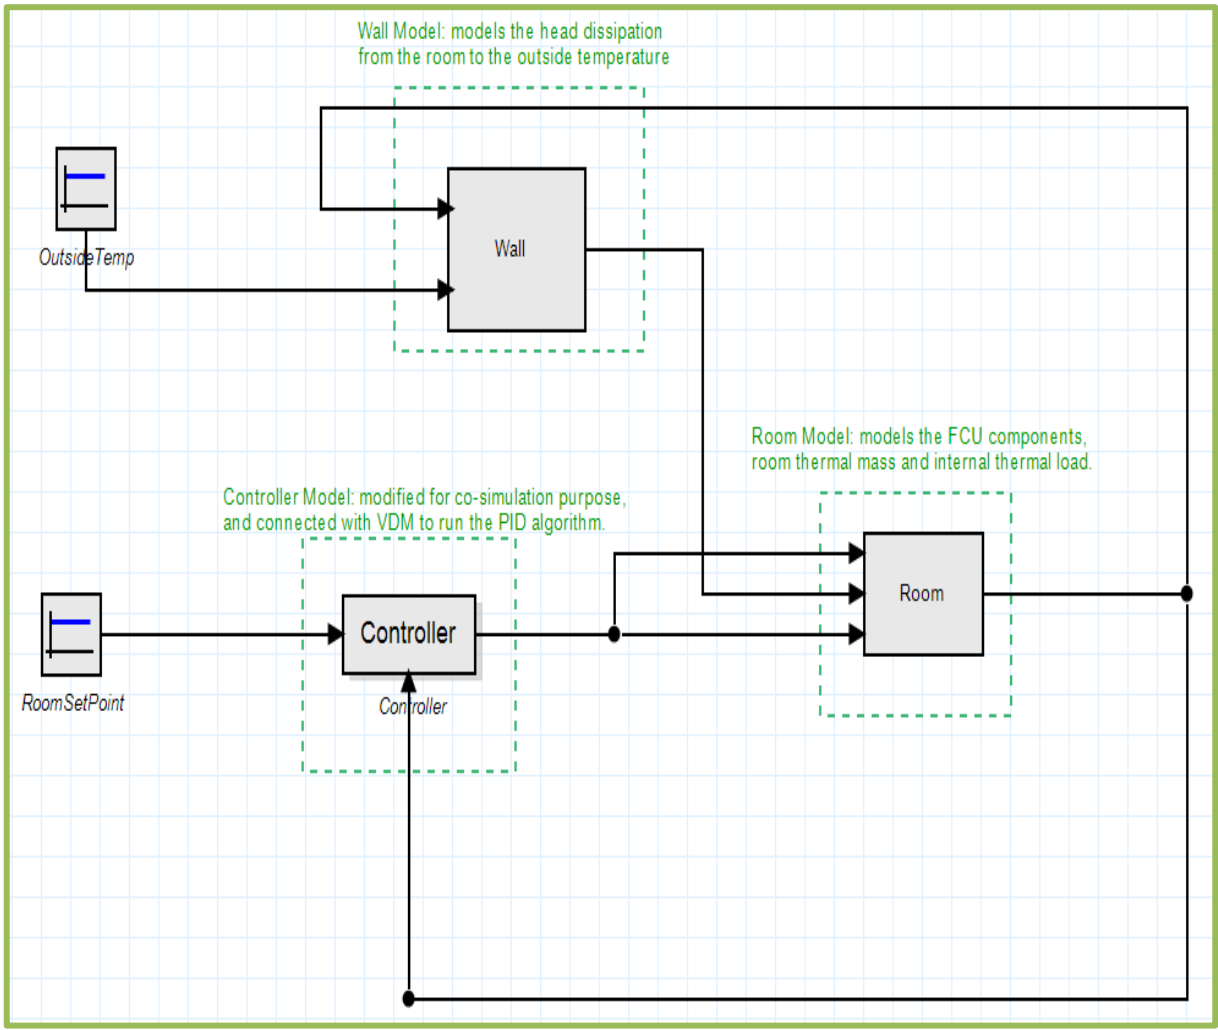 Wall Model: models the head dissipation
from the room to the outside temperature
OutsideTemp
Wall
Room Model: models the FCU components,
room thermal mass and internal thermal load.
Controller Model: modified for co-simulation purpose,
and connected with VDM to run the PID algorithm.
Room
Controller
RoomSetPoint
Controller